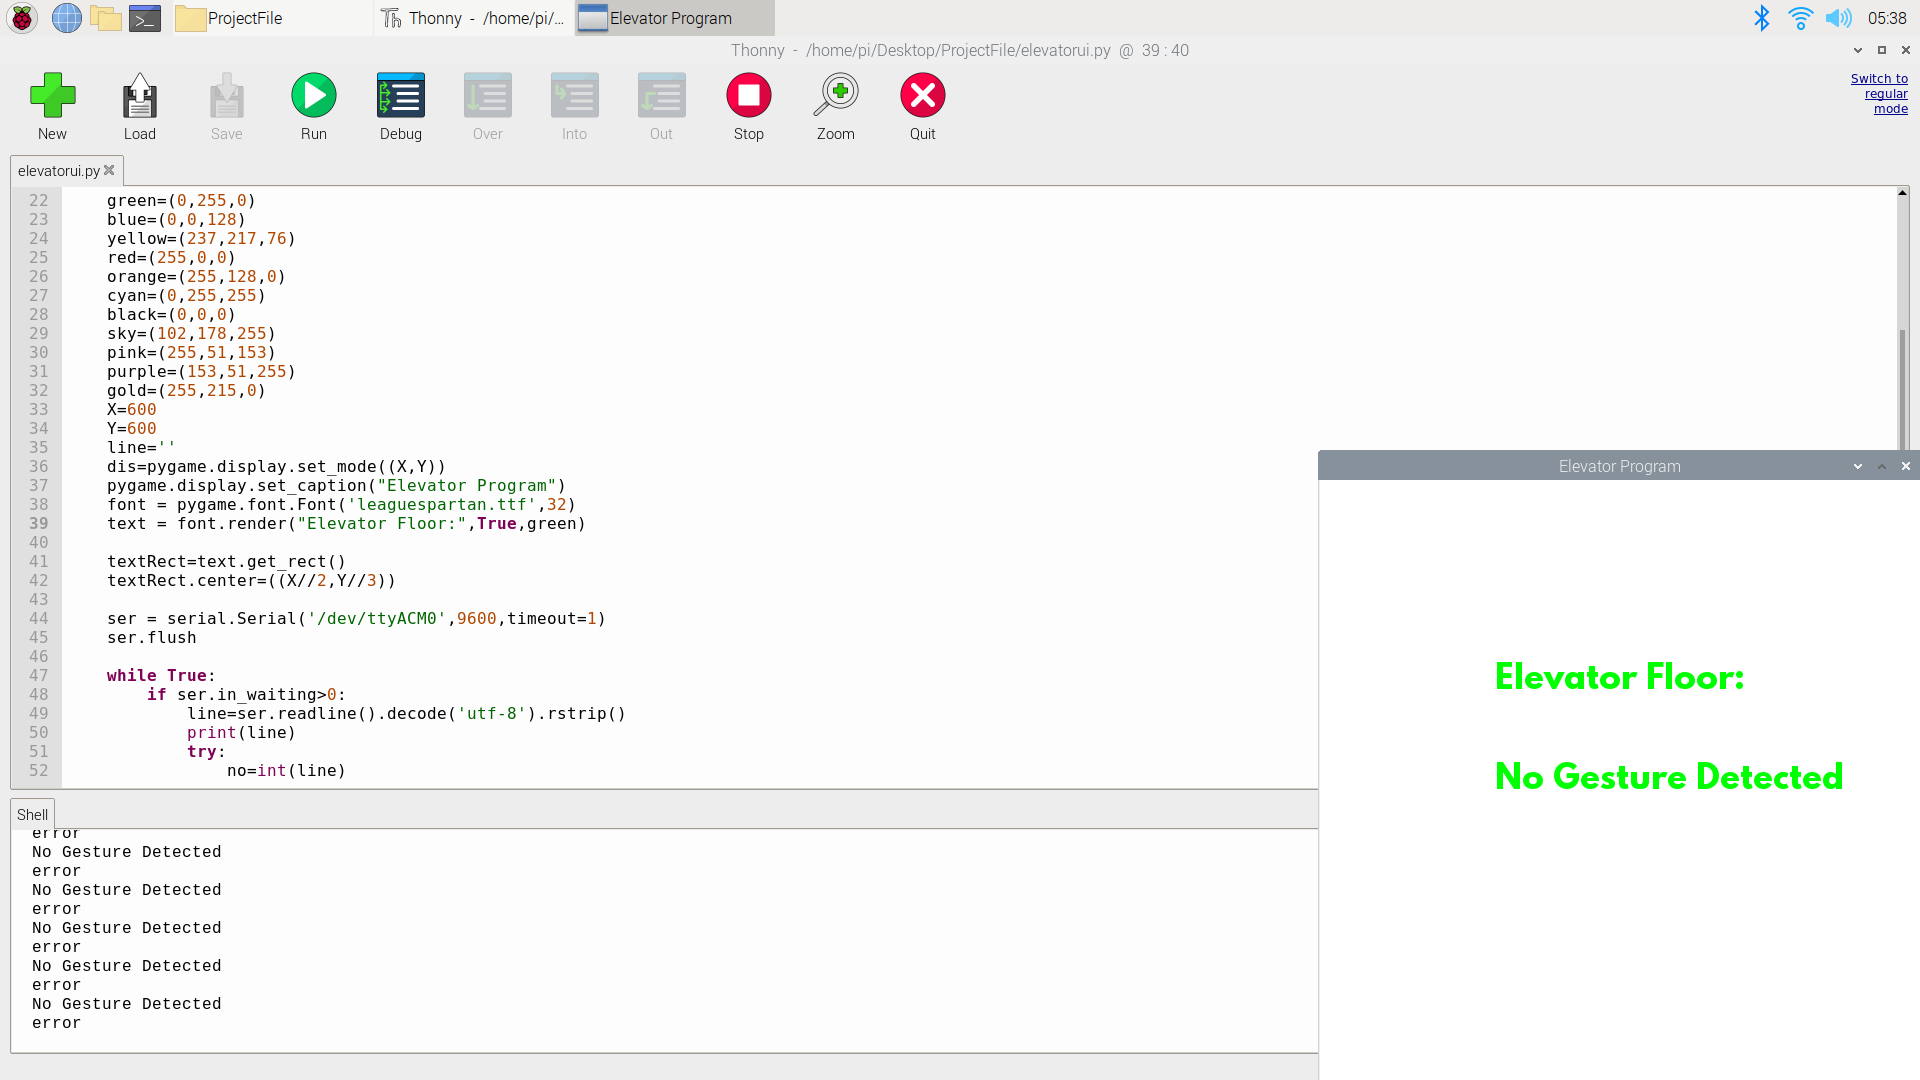 ProjectFile
Thonny - /home/pi/...
Elevator Program
05:38
Thonny - /home/pi/Desktop/ProjectFile/elevatorui.py @ 39 : 40
Switch to
regular
mode
New
Load
Save
Run
Debug
Over
Into
Out
Stop
Zoom
Quit
elevatorui.py
22 green=(0,255,0)
23 blue=(0,0,128)
24 yellow=(237,217,76)
25 red=(255,0,0)
26 orange=(255,128,0)
27 cyan=(0,255,255)
28 black=(0,0,0)
29 sky=(102,178,255)
30 pink=(255,51,153)
31 purple=(153,51,255)
32 gold=(255,215,0)
33 X=600
34 Y=600
35 line=''
36 dis=pygame.display.set_mode((X,Y))
37 pygame.display.set_caption("Elevator Program")
38 font = pygame.font.Font('leaguespartan.ttf',32)
39 text = font.render("Elevator Floor:",True,green)
40
41 textRect=text.get_rect()
42 textRect.center=((X//2,Y//3))
43
44 ser = serial.Serial('/dev/ttyACM0',9600,timeout=1)
45 ser.flush
46
47 while True:
48 if ser.in_waiting>0:
49 line=ser.readline().decode('utf-8').rstrip()
50 print(line)
51 try:
52 no=int(line)
Shell
error
No Gesture Detected
error
No Gesture Detected
error
No Gesture Detected
error
No Gesture Detected
error
No Gesture Detected
error
Elevator Program
Elevator Floor:
No Gesture Detected